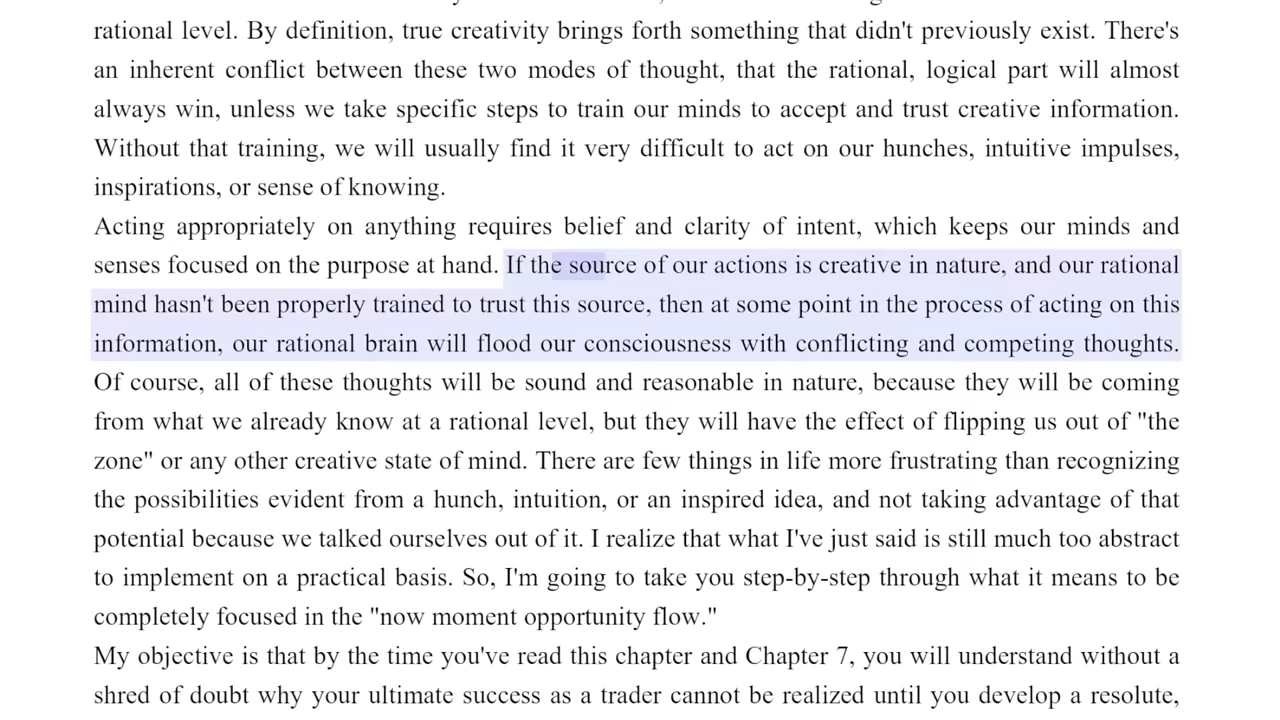 rational level. By definition, true creativity brings forth something that didn't previously exist. There's
an inherent conflict between these two modes of thought, that the rational, logical part will almost
always win, unless we take specific steps to train our minds to accept and trust creative information.
Without that training, we will usually find it very difficult to act on our hunches, intuitive impulses,
inspirations, or sense of knowing.
Acting appropriately on anything requires belief and clarity of intent, which keeps our minds and
senses focused on the purpose at hand. If the source of our actions is creative in nature, and our rational
mind hasn't been properly trained to trust this source, then at some point in the process of acting on this
information, our rational brain will flood our consciousness with conflicting and competing thoughts.
Of course, all of these thoughts will be sound and reasonable in nature, because they will be coming
from what we already know at a rational level, but they will have the effect of flipping us out of "the
zone" or any other creative state of mind. There are few things in life more frustrating than recognizing
the possibilities evident from a hunch, intuition, or an inspired idea, and not taking advantage of that
potential because we talked ourselves out of it. I realize that what I've just said is still much too abstract
to implement on a practical basis. So, I'm going to take you step-by-step through what it means to be
completely focused in the "now moment opportunity flow."
My objective is that by the time you've read this chapter and Chapter 7, you will understand without a
shred of doubt why your ultimate success as a trader cannot be realized until you develop a resolute,